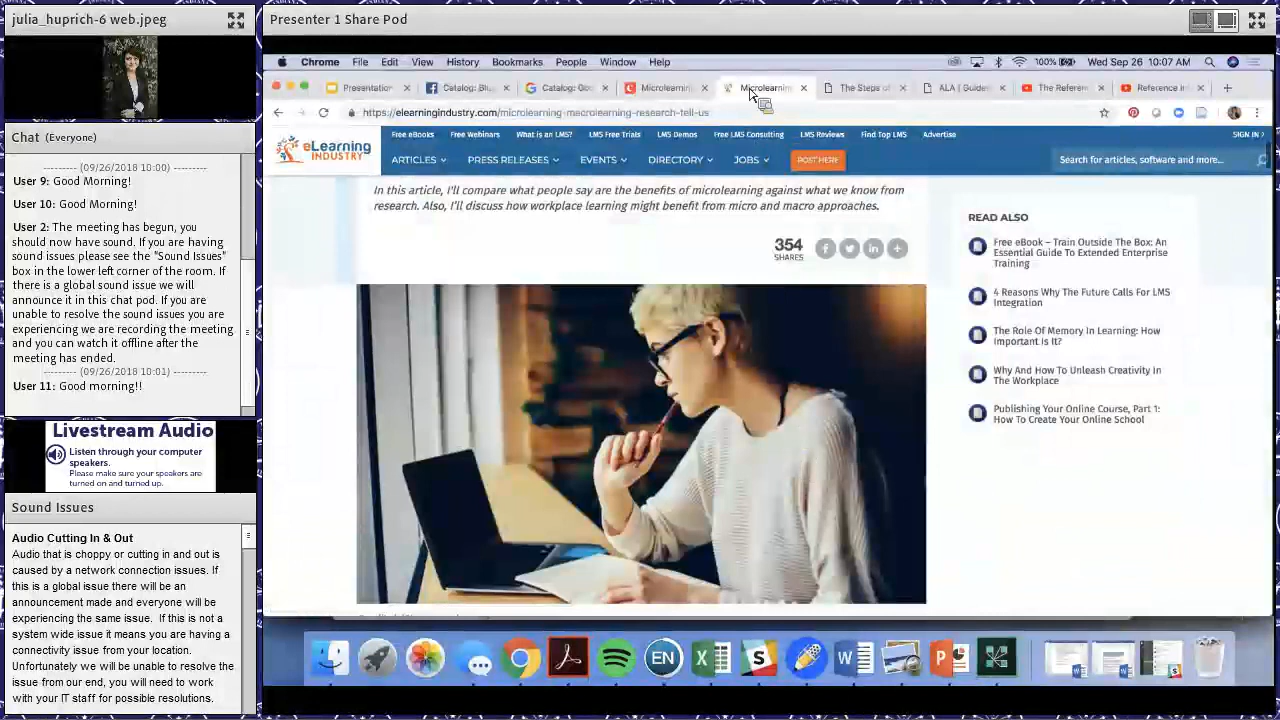 julia_huprich-6 web.jpeg
Chat (Everyone)
--------- (09/26/2018 10:00) ---------
User 9: Good Morning!
User 10: Good Morning!
User 2: The meeting has begun, you
should now have sound. If you are having
sound issues please see the "Sound Issues"
box in the lower left corner of the room. If
there is a global sound issue we will
announce it in this chat pod. If you are
unable to resolve the sound issues you are
experiencing we are recording the meeting
and you can watch it offline after the
meeting has ended.
-------- (09/26/2018 10:01) --------
User 11: Good morning!!
Livestream Audio
Listen through your computer
speakers.
Please make sure your speakers are
turned on and turned up.
Sound Issues
Audio Cutting In & Out
Audio that is choppy or cutting in and out is
caused by a network connection issues. If
this is a global issue there will be an
announcement made and everyone will be
experiencing the same issue. If this is not a
system wide issue it means you are having a
connectivity issue from your location.
Unfortunately we will be unable to resolve the
issue from our end, you will need to work
with your IT staff for possible resolutions.
Presenter 1 Share Pod
Chrome File Edit View History Bookmarks People Window Help
100% Wed Sep 26 10:07 AM
Presentation Catalog: Blu Catalog: Glo Microlearnin Microlearnin The Steps of ALA | Guide The Referen Reference In
https://elearningindustry.com/microlearning-macrolearning-research-tell-us
Free eBooks Free Webinars What is an LMS? LMS Free Trials LMS Demos Free LMS Consulting LMS Reviews Find Top LMS Advertise SIGN IN
eLearning INDUSTRY
ARTICLES PRESS RELEASES EVENTS DIRECTORY JOBS POST HERE Search for articles, software and more...
In this article, I'll compare what people say are the benefits of microlearning against what we know from
research. Also, I'll discuss how workplace learning might benefit from micro and macro approaches.
354
SHARES
READ ALSO
Free eBook – Train Outside The Box: An
Essential Guide To Extended Enterprise
Training
4 Reasons Why The Future Calls For LMS
Integration
The Role Of Memory In Learning: How
Important Is It?
Why And How To Unleash Creativity In
The Workplace
Publishing Your Online Course, Part 1:
How To Create Your Online School
EN